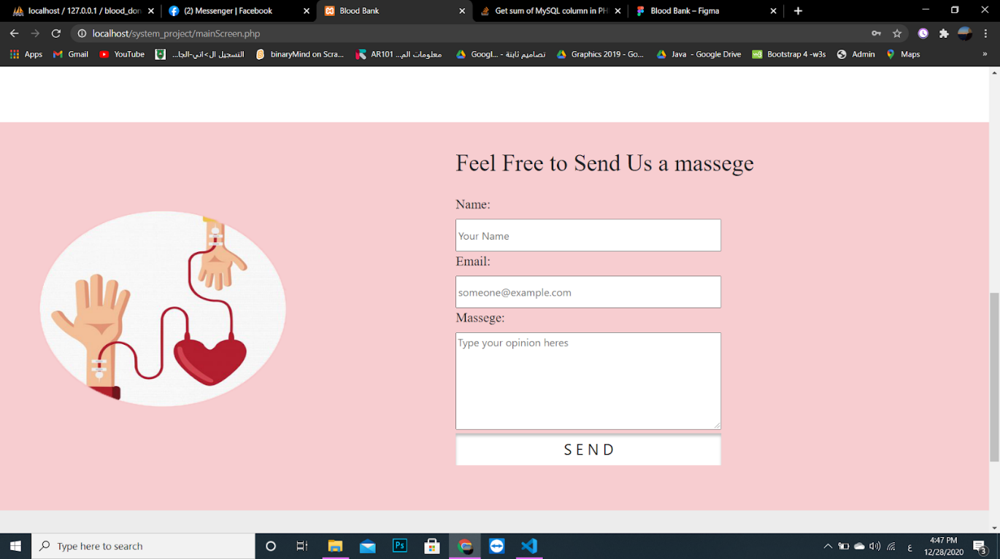 localhost / 127.0.0.1 / blood_don
(2) Messenger | Facebook
Blood Bank
Get sum of MySQL column in PH
Blood Bank – Figma
localhost/system_project/mainScreen.php
Apps
Gmail
YouTube
التسجيل ال>اتي-الجا...
binaryMind on Scra...
AR101 ...معلومات الم
Googl... - تصاميم ثابتة
Graphics 2019 - Go...
Java - Google Drive
Bootstrap 4 -w3s
Admin
Maps
»
Feel Free to Send Us a massege
Name:
Your Name
Email:
someone@example.com
Massege:
Type your opinion heres
SEND
Type here to search
Ps
ع
4:47 PM
12/28/2020
3